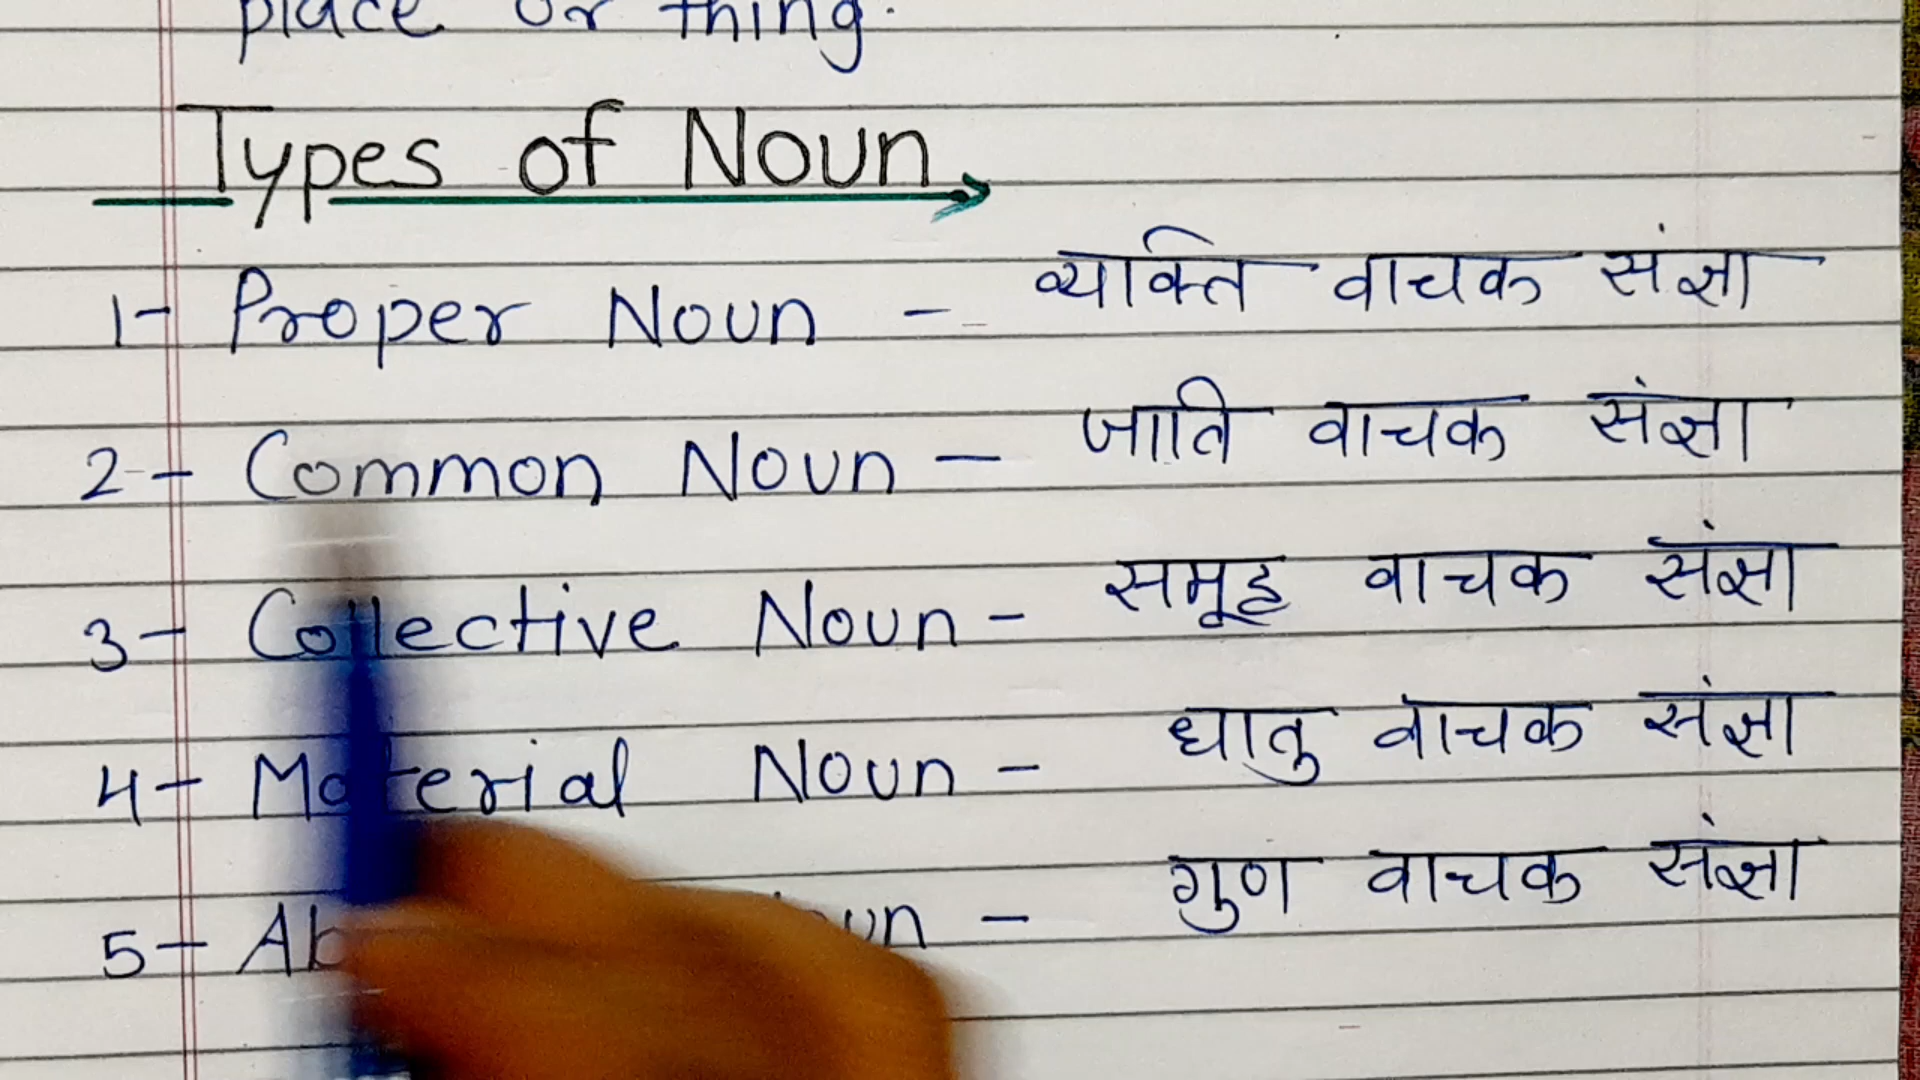 place or thing.
Types of Noun
1- Proper Noun - व्यक्ति वाचक संज्ञा
2- Common Noun - जाति वाचक संज्ञा
3- Collective Noun - समूह वाचक संज्ञा
4- Material Noun - धातु वाचक संज्ञा
5- - गुण वाचक संज्ञा